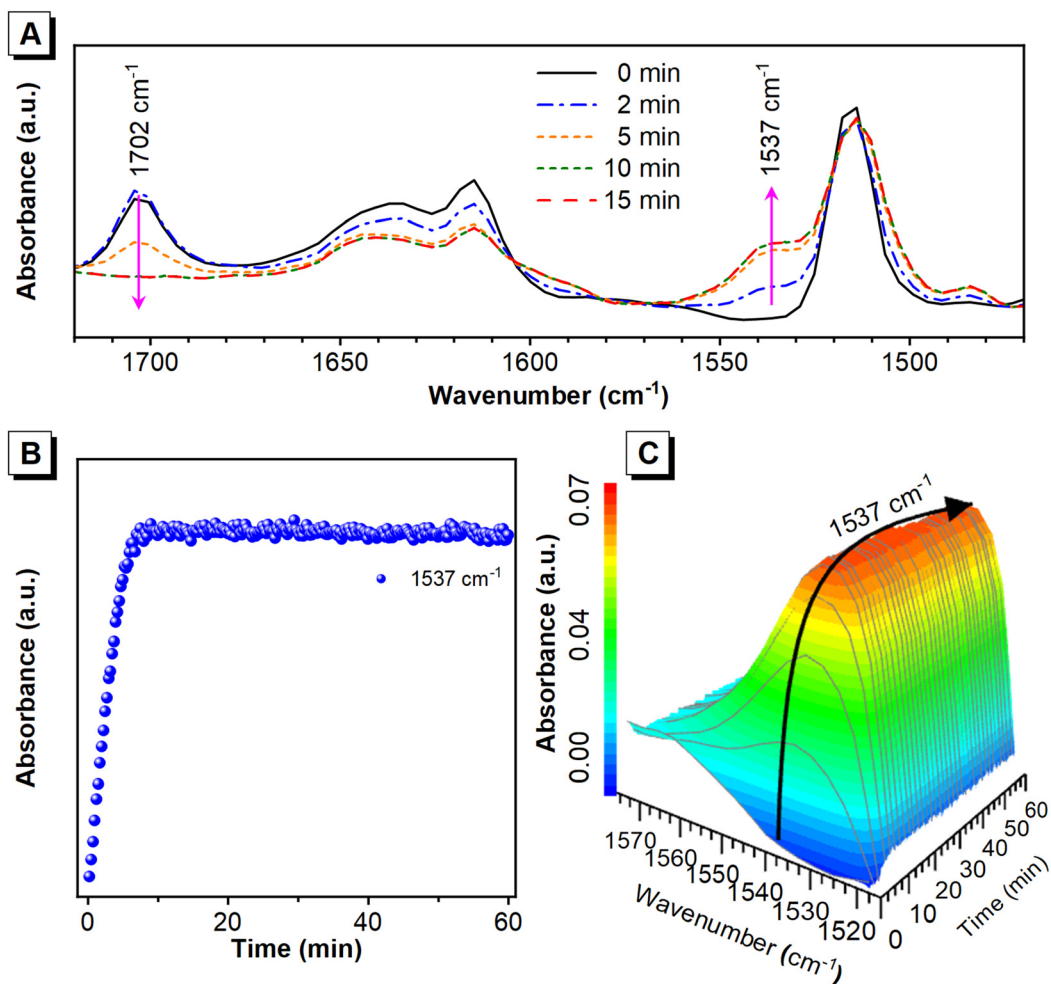 A
Absorbance (a.u.)
1702 cm⁻¹
0 min
2 min
5 min
10 min
15 min
1537 cm⁻¹
1700
1650
1600
1550
1500
Wavenumber (cm⁻¹)
B
Absorbance (a.u.)
1537 cm⁻¹
0
20
40
60
Time (min)
C
Absorbance (a.u.)
0.07
0.04
0.00
1537 cm⁻¹
1570
1560
1550
1540
1530
1520
Wavenumber (cm⁻¹)
0
10
20
30
40
50
60
Time (min)